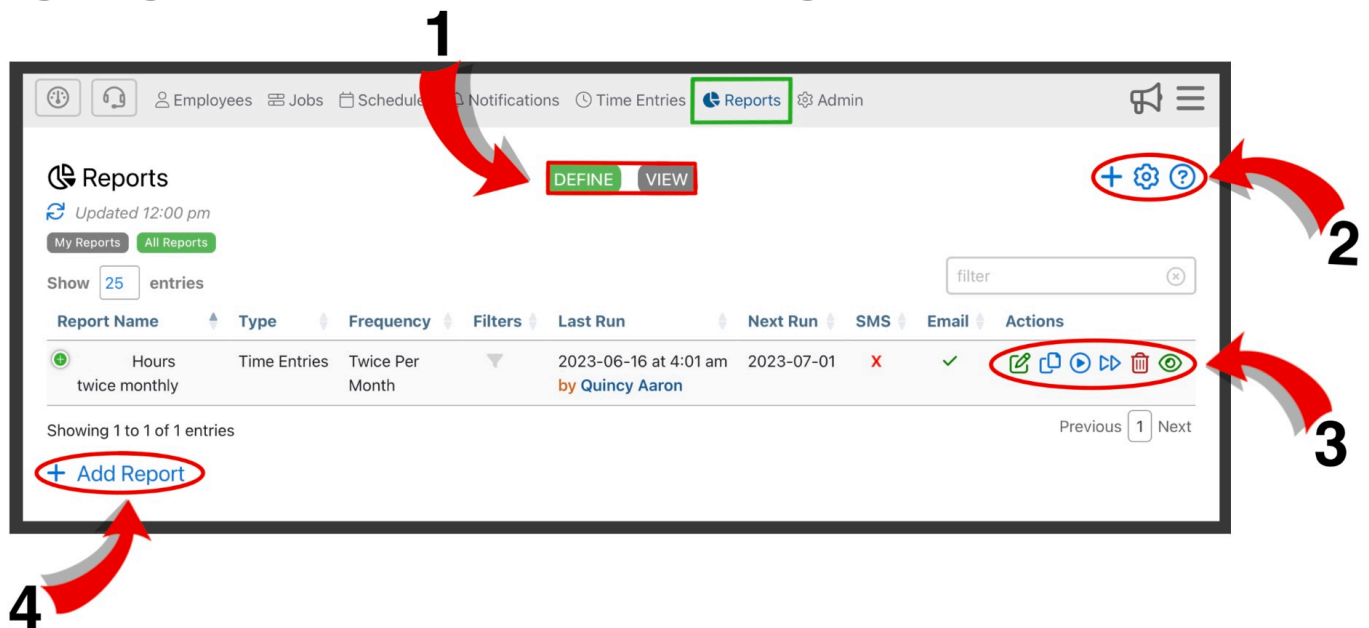 1
Employees Jobs Schedule Notifications Time Entries Reports Admin
Reports
DEFINE VIEW
2
Updated 12:00 pm
My Reports All Reports
Show 25 entries
filter
Report Name Type Frequency Filters Last Run Next Run SMS Email Actions
Hours Time Entries Twice Per 2023-06-16 at 4:01 am 2023-07-01 X
twice monthly Month by Quincy Aaron
3
Showing 1 to 1 of 1 entries
Previous 1 Next
+ Add Report
4